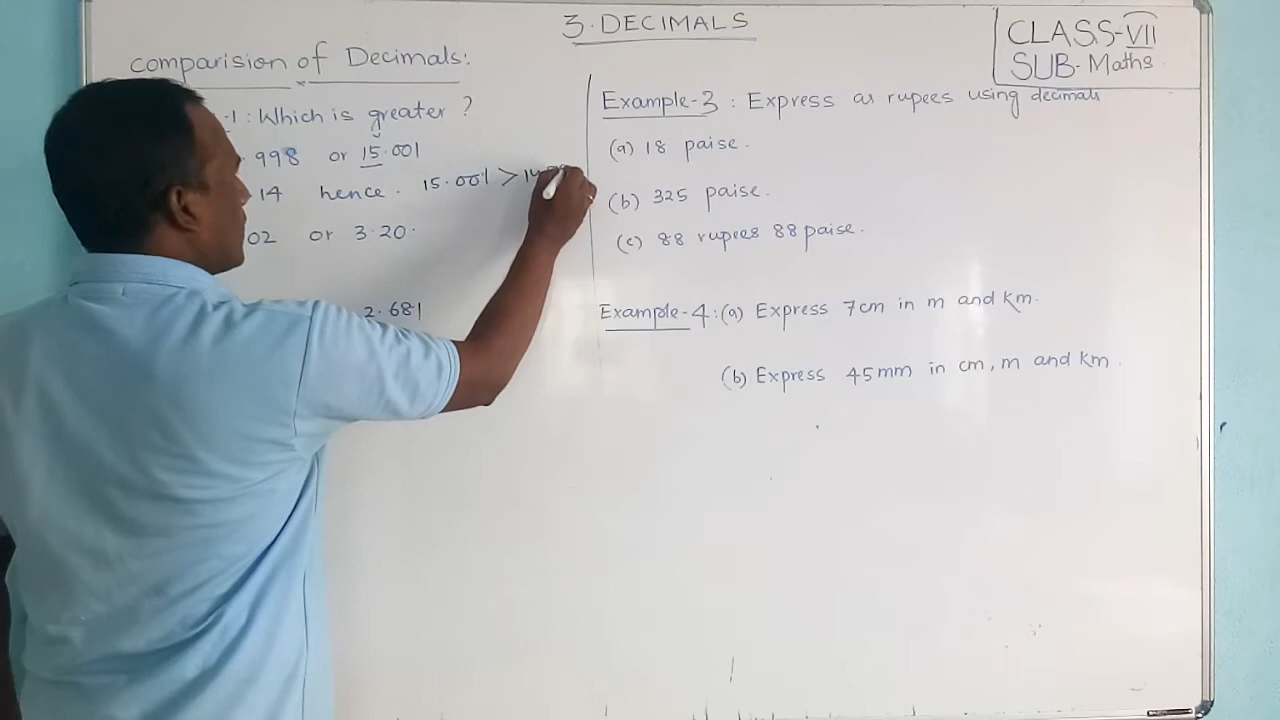 3. DECIMALS
CLASS-VII
SUB- Maths
comparision of Decimals:
-1: Which is greater ?
998 or 15.001
14 hence. 15.001 >
02 or 3.20.
2.681
Example-3 : Express as rupees using decimals
(a) 18 paise.
(b) 325 paise.
(c) 88 rupees 88 paise.
Example-4:(a) Express 7cm in m and km.
(b) Express 45mm in cm, m and km.